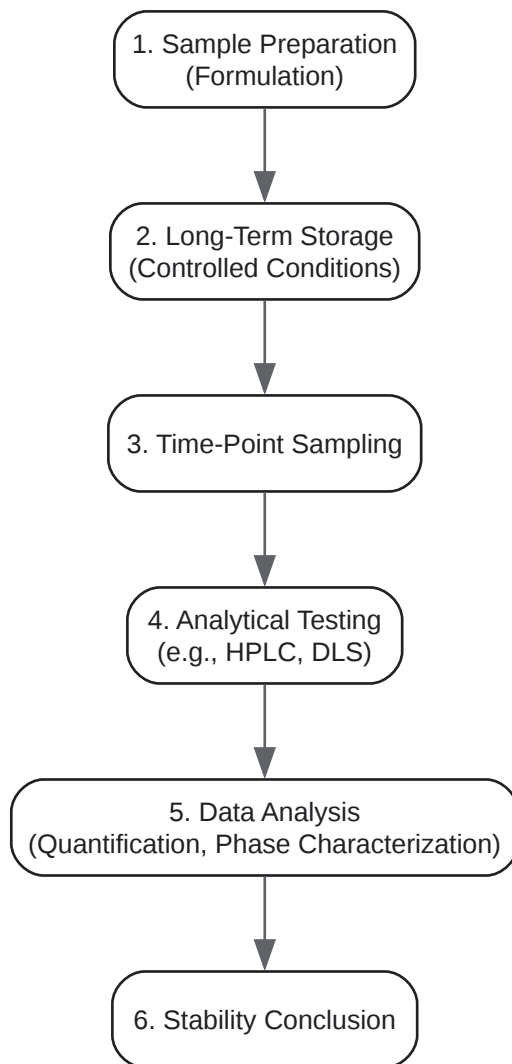 1. Sample Preparation
(Formulation)
2. Long-Term Storage
(Controlled Conditions)
3. Time-Point Sampling
4. Analytical Testing
(e.g., HPLC, DLS)
5. Data Analysis
(Quantification, Phase Characterization)
6. Stability Conclusion